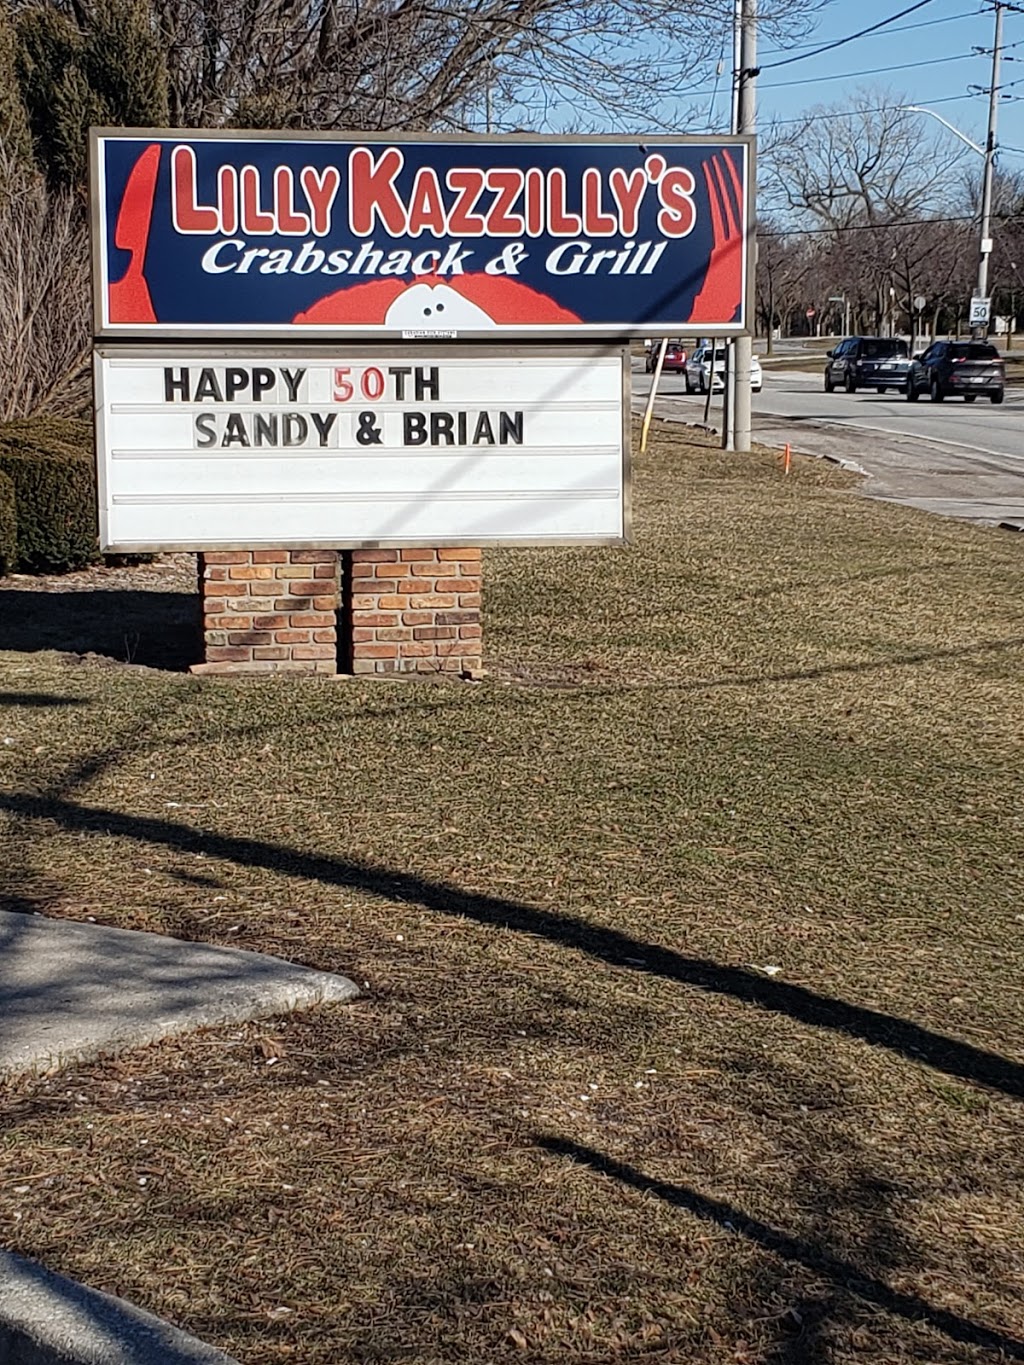 LILLY KAZZILLY'S
Crabshack & Grill
HAPPY 50TH
SANDY & BRIAN
50